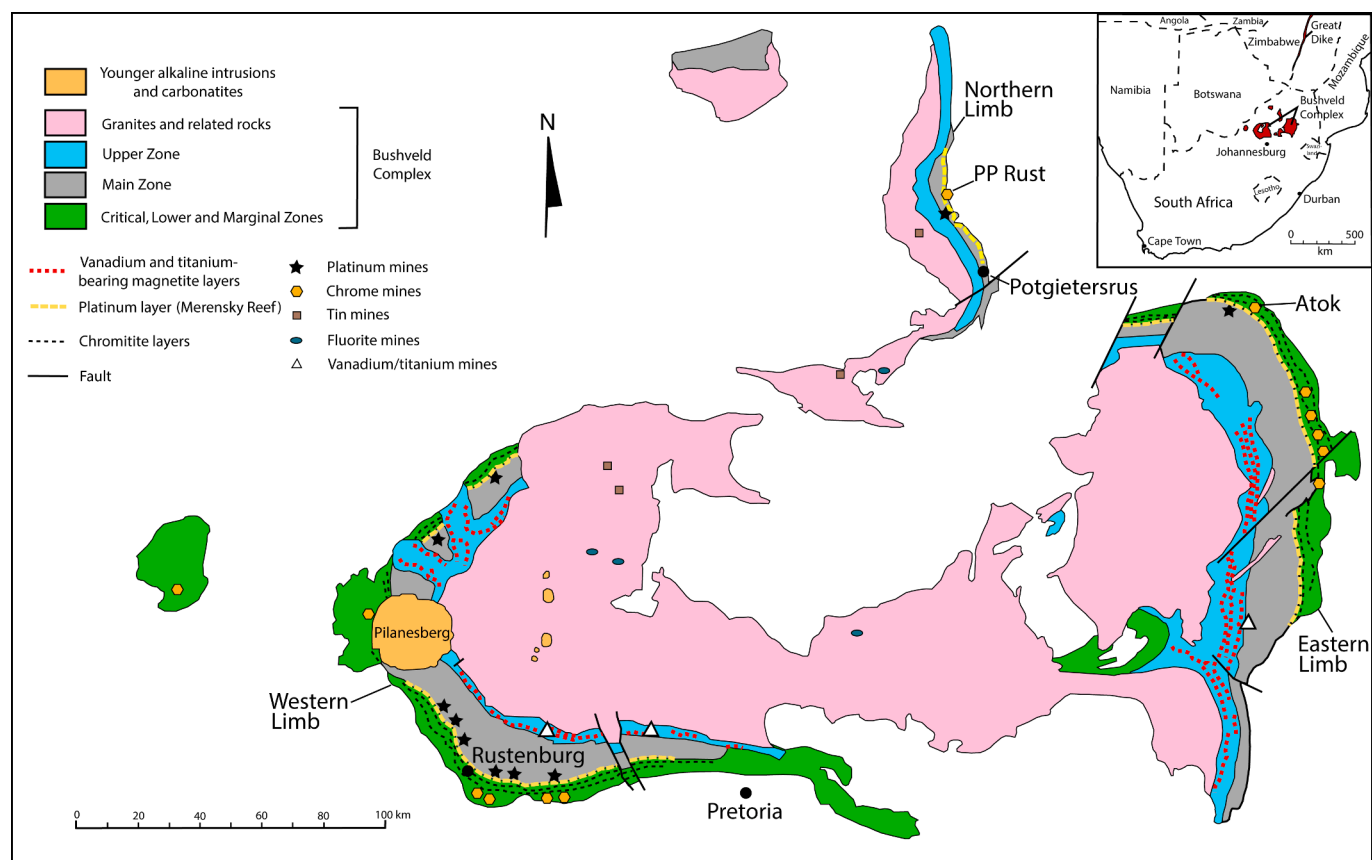 Younger alkaline intrusions
and carbonatites
Granites and related rocks
Upper Zone
Main Zone
Critical, Lower and Marginal Zones
Bushveld
Complex
Vanadium and titanium-
bearing magnetite layers
Platinum layer (Merensky Reef)
Chromitite layers
Fault
Platinum mines
Chrome mines
Tin mines
Fluorite mines
Vanadium/titanium mines
N
Northern
Limb
PP Rust
Potgietersrus
Angola
Zambia
Great
Dike
Zimbabwe
Mozambique
Namibia
Botswana
Bushveld
Complex
Johannesburg
Swazi-
land
Lesotho
South Africa
Durban
Cape Town
0 500
km
Atok
Pilanesberg
Eastern
Limb
Western
Limb
Rustenburg
Pretoria
0 20 40 60 80 100 km